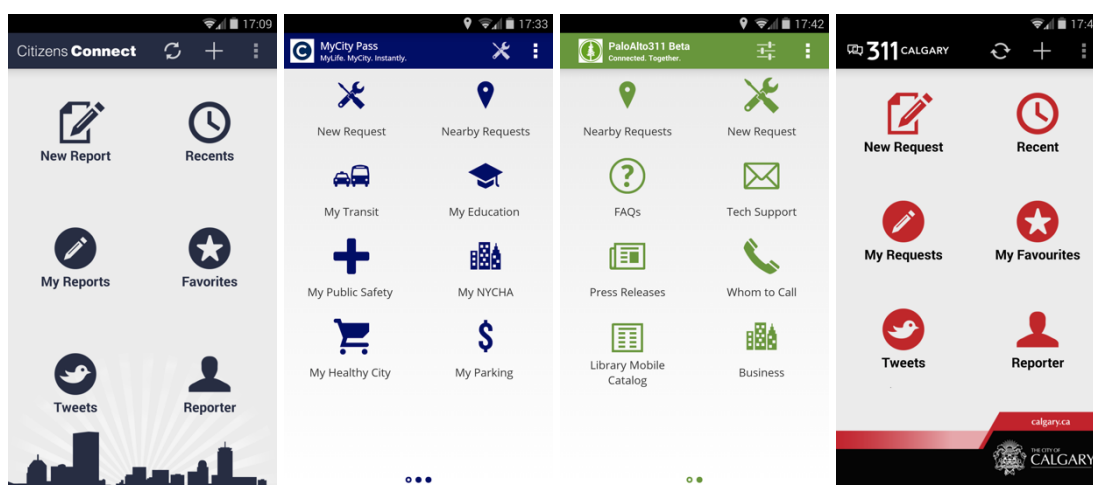 17:09
Citizens Connect
New Report
Recents
My Reports
Favorites
Tweets
Reporter
17:33
C
MyCity Pass
MyLife. MyCity. Instantly.
New Request
Nearby Requests
My Transit
My Education
My Public Safety
My NYCHA
My Healthy City
$
My Parking
17:42
PaloAlto311 Beta
Connected. Together.
Nearby Requests
New Request
?
FAQs
Tech Support
Press Releases
Whom to Call
Library Mobile
Catalog
Business
17:4
311 CALGARY
New Request
Recent
My Requests
My Favourites
Tweets
Reporter
calgary.ca
THE CITY OF
CALGARY